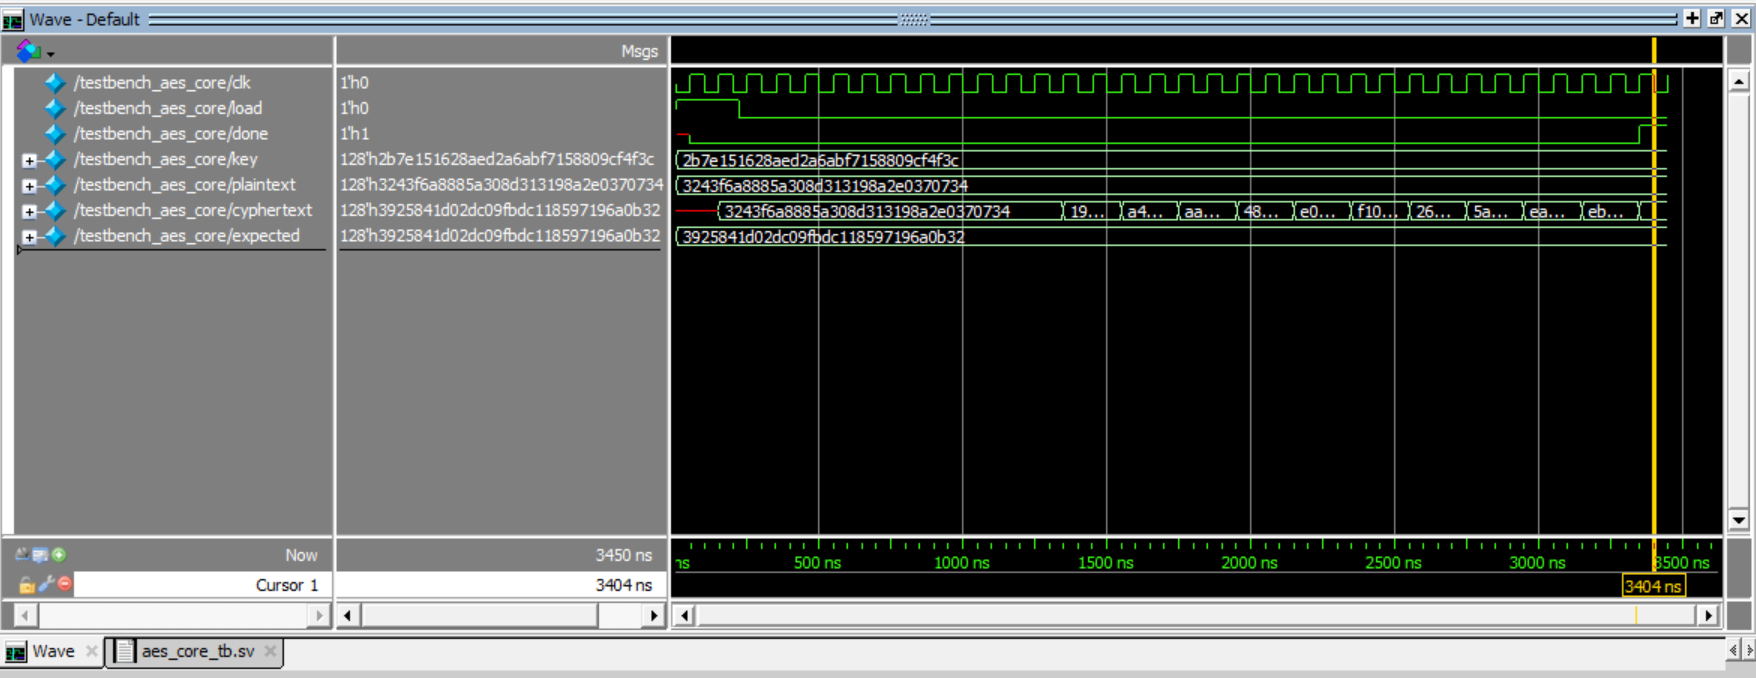 Wave - Default
Msgs
/testbench_aes_core/clk 1'h0
/testbench_aes_core/load 1'h0
/testbench_aes_core/done 1'h1
/testbench_aes_core/key 128'h2b7e151628aed2a6abf7158809cf4f3c 2b7e151628aed2a6abf7158809cf4f3c
/testbench_aes_core/plaintext 128'h3243f6a8885a308d313198a2e0370734 3243f6a8885a308d313198a2e0370734
/testbench_aes_core/cyphertext 128'h3925841d02dc09fbdc118597196a0b32 3243f6a8885a308d313198a2e0370734 19... a4... aa... 48... e0... f10... 26... 5a... ea... eb...
/testbench_aes_core/expected 128'h3925841d02dc09fbdc118597196a0b32 3925841d02dc09fbdc118597196a0b32
Now 3450 ns ns 500 ns 1000 ns 1500 ns 2000 ns 2500 ns 3000 ns 3500 ns
Cursor 1 3404 ns 3404 ns
Wave aes_core_tb.sv